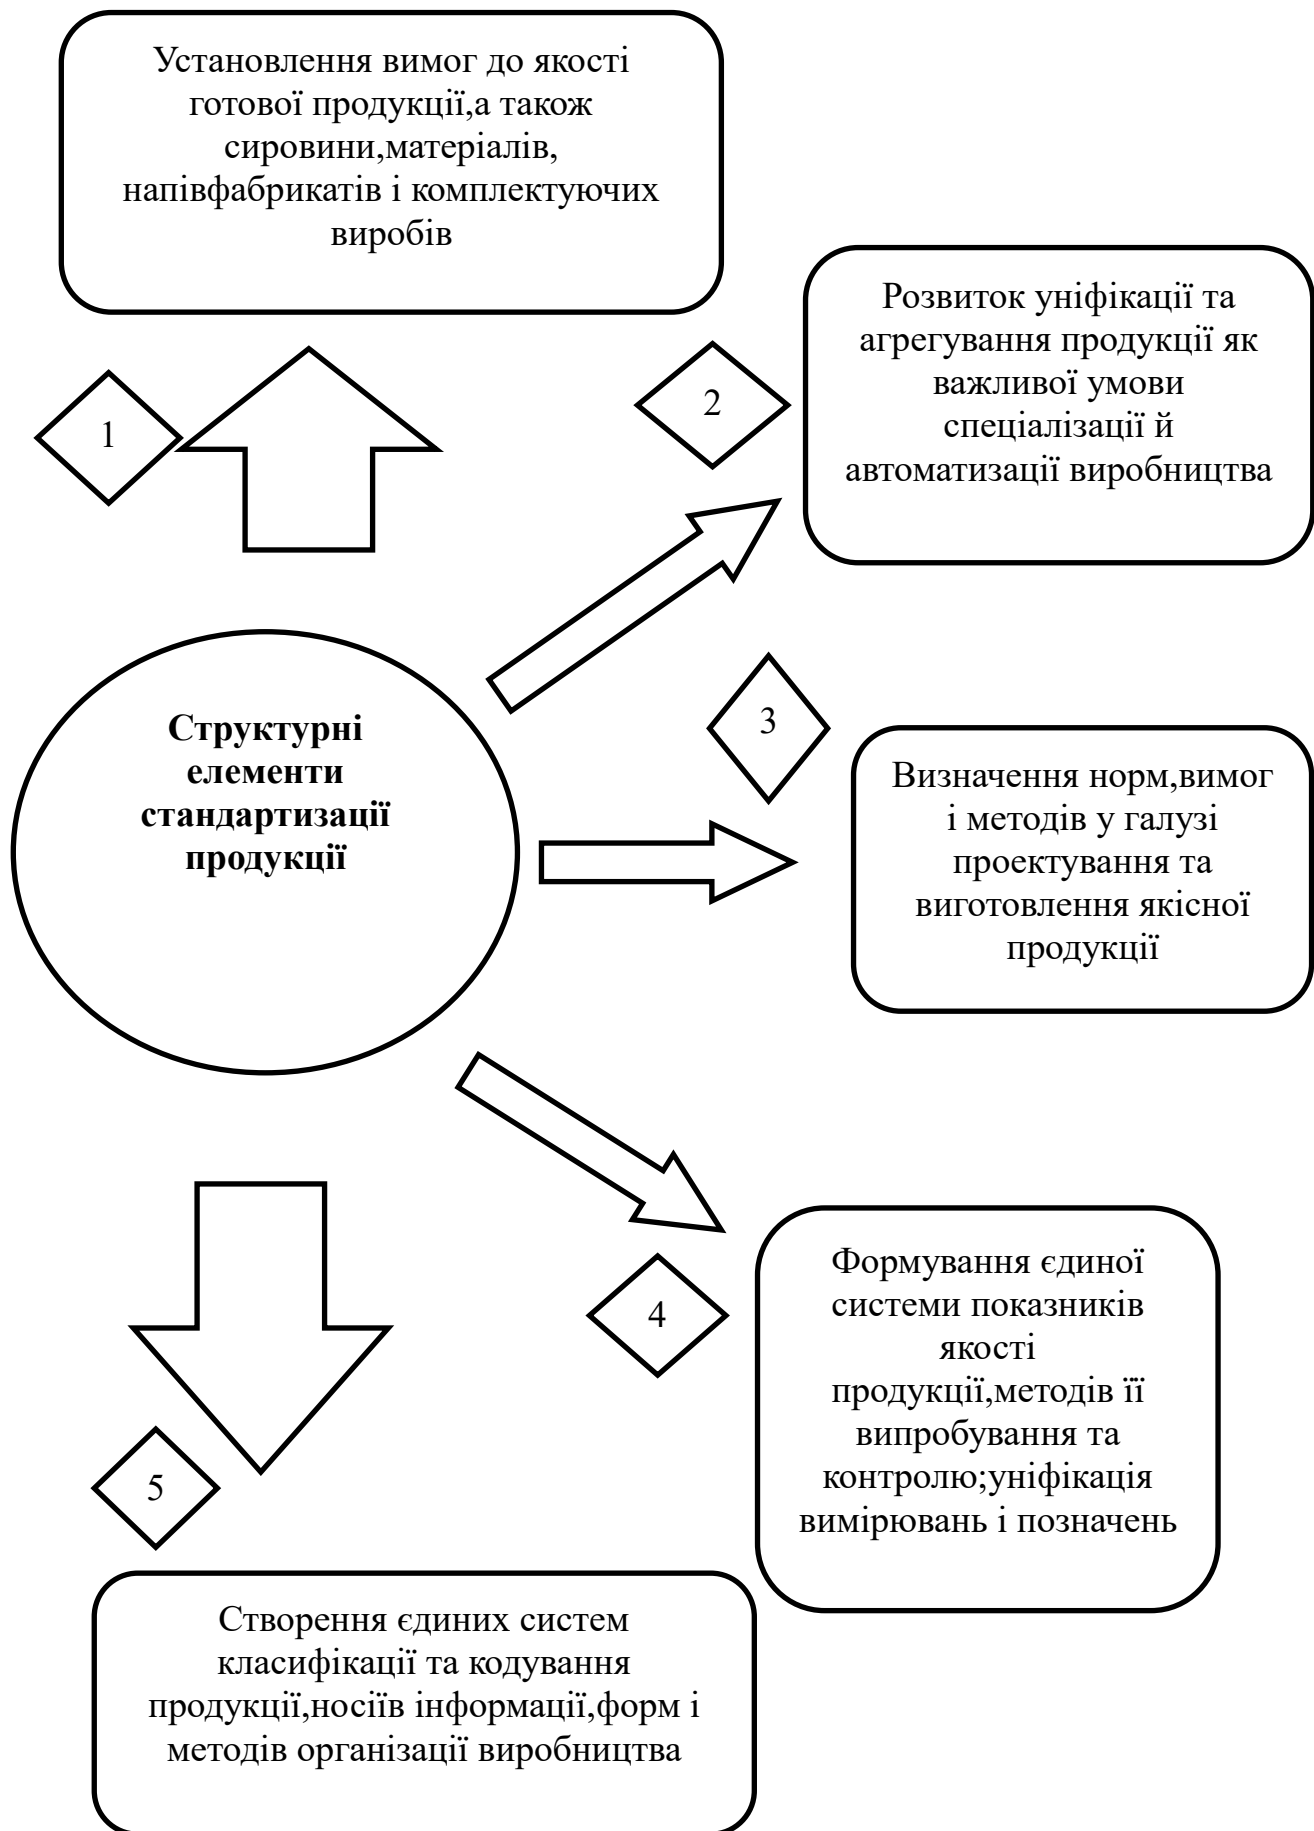 Установлення вимог до якості
готової продукції,а також
сировини,матеріалів,
напівфабрикатів і комплектуючих
виробів
1
2
Розвиток уніфікації та
агрегування продукції як
важливої умови
спеціалізації й
автоматизації виробництва
Структурні
елементи
стандартизації
продукції
3
Визначення норм,вимог
і методів у галузі
проектування та
виготовлення якісної
продукції
4
Формування єдиної
системи показників
якості
продукції,методів її
випробування та
контролю;уніфікація
вимірювань і позначень
5
Створення єдиних систем
класифікації та кодування
продукції,носіїв інформації,форм і
методів організації виробництва